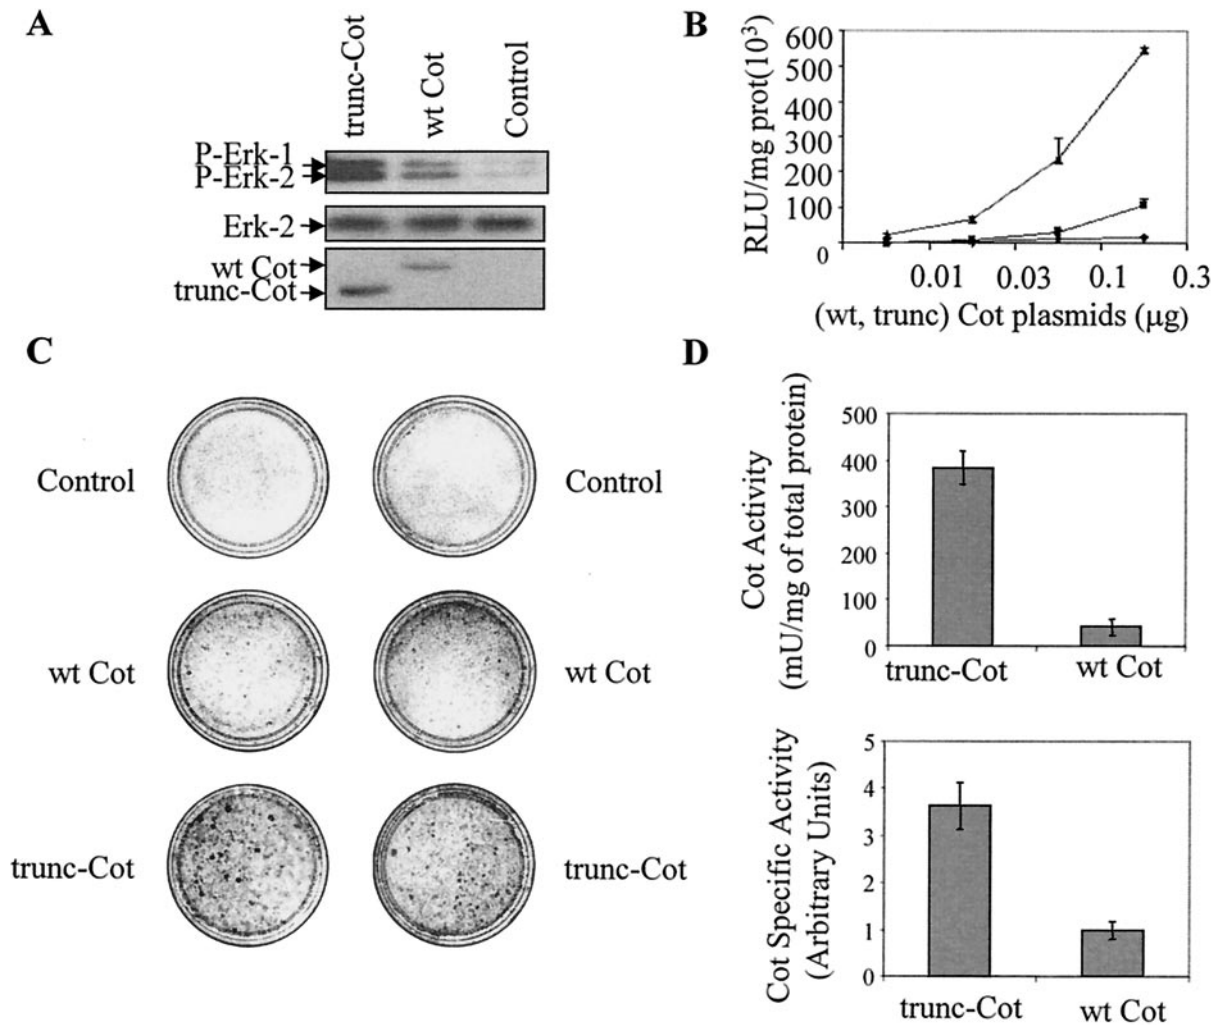 A
trunc-Cot
wt Cot
Control
P-Erk-1
P-Erk-2
Erk-2
wt Cot
trunc-Cot
B
RLU/mg prot(10³)
600
500
400
300
200
100
0
0.01
0.03
0.1
0.3
(wt, trunc) Cot plasmids (μg)
C
Control
Control
wt Cot
wt Cot
trunc-Cot
trunc-Cot
D
Cot Activity
(mU/mg of total protein)
500
400
300
200
100
0
trunc-Cot
wt Cot
Cot Specific Activity
(Arbitrary Units)
5
4
3
2
1
0
trunc-Cot
wt Cot